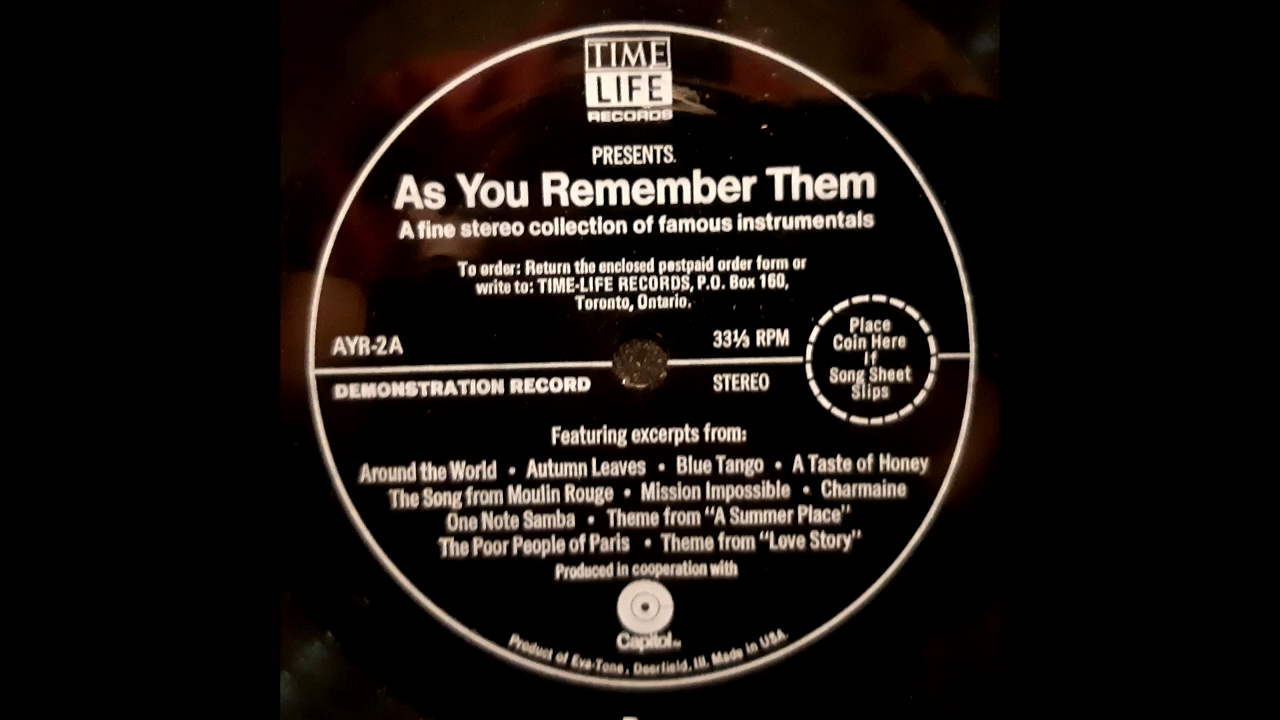 TIME
LIFE
RECORDS
PRESENTS.
As You Remember Them
A fine stereo collection of famous instrumentals
To order: Return the enclosed postpaid order form or
write to: TIME-LIFE RECORDS, P.O. Box 160,
Toronto, Ontario.
AYR-2A
33⅓ RPM
Place
Coin Here
If
Song Sheet
Slips
DEMONSTRATION RECORD
STEREO
Featuring excerpts from:
Around the World • Autumn Leaves • Blue Tango • A Taste of Honey
The Song from Moulin Rouge • Mission Impossible • Charmaine
One Note Samba • Theme from "A Summer Place"
The Poor People of Paris • Theme from "Love Story"
Produced in cooperation with
Capitol™
Product of Eva-Tone, Deerfield, Ill. Made in USA.